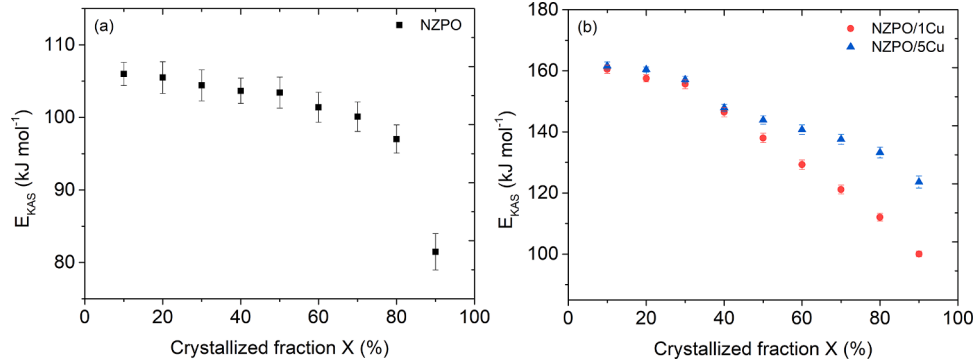 (a)
NZPO
110
100
90
80
E_KAS (kJ mol⁻¹)
0 20 40 60 80 100
Crystallized fraction X (%)
(b)
NZPO/1Cu
NZPO/5Cu
180
160
140
120
100
E_KAS (kJ mol⁻¹)
0 20 40 60 80 100
Crystallized fraction X (%)